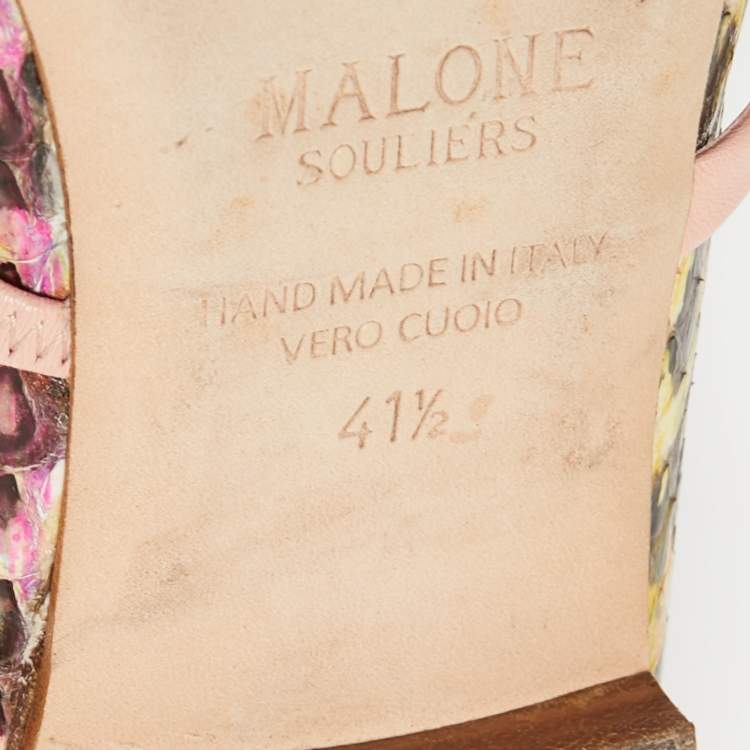 MALONE
SOULIERS
HAND MADE IN ITALY
VERO CUOIO
41½